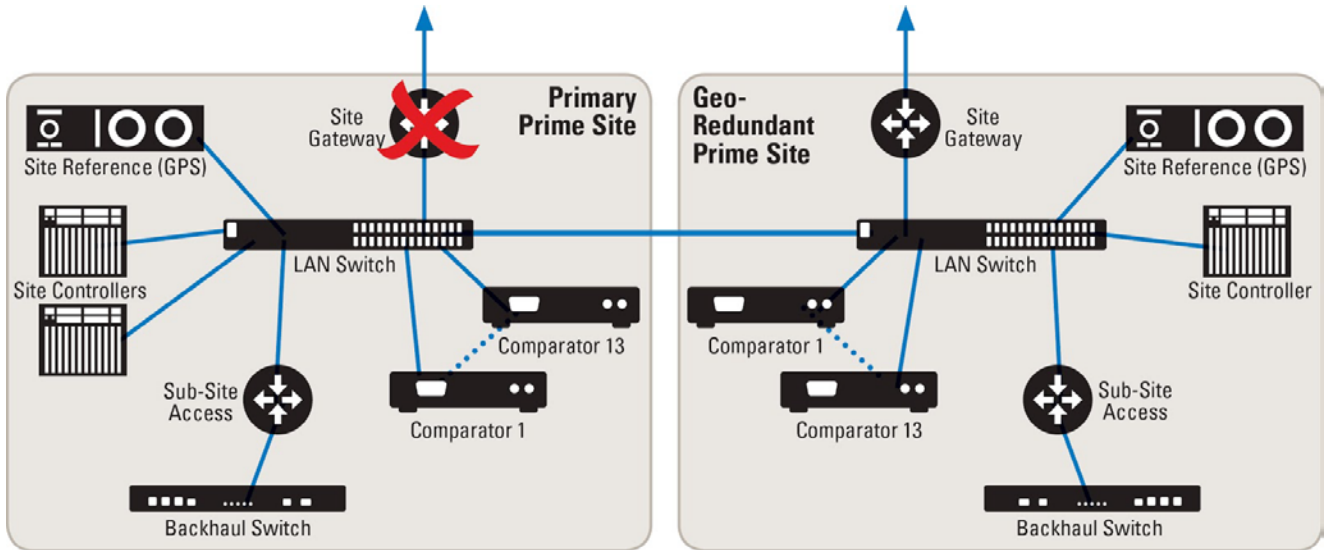 Primary
Prime Site
Site
Gateway
Site Reference (GPS)
LAN Switch
Site Controllers
Comparator 13
Sub-Site
Access
Comparator 1
Backhaul Switch
Geo-
Redundant
Prime Site
Site
Gateway
Site Reference (GPS)
LAN Switch
Site Controller
Comparator 1
Sub-Site
Access
Comparator 13
Backhaul Switch